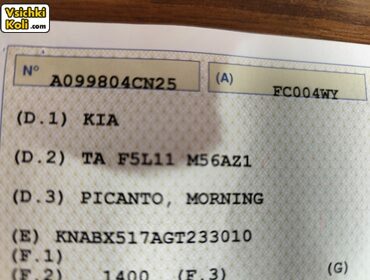 Vsichki
Koli .com
N° A099804CN25 (A) FC004WY
(D.1) KIA
(D.2) TA F5L11 M56AZ1
(D.3) PICANTO, MORNING
(E) KNABX517AGT233010
(F.1) (G)
(F.2) 1400 (F.3)